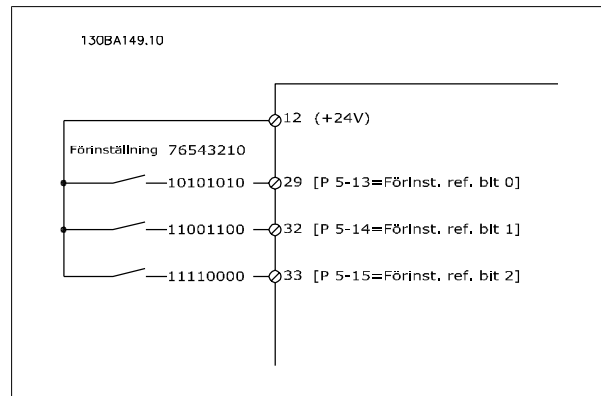 130BA149.10
12 (+24V)
Förinställning 76543210
10101010 29 [P 5-13=Förinst. ref. bit 0]
11001100 32 [P 5-14=Förinst. ref. bit 1]
11110000 33 [P 5-15=Förinst. ref. bit 2]